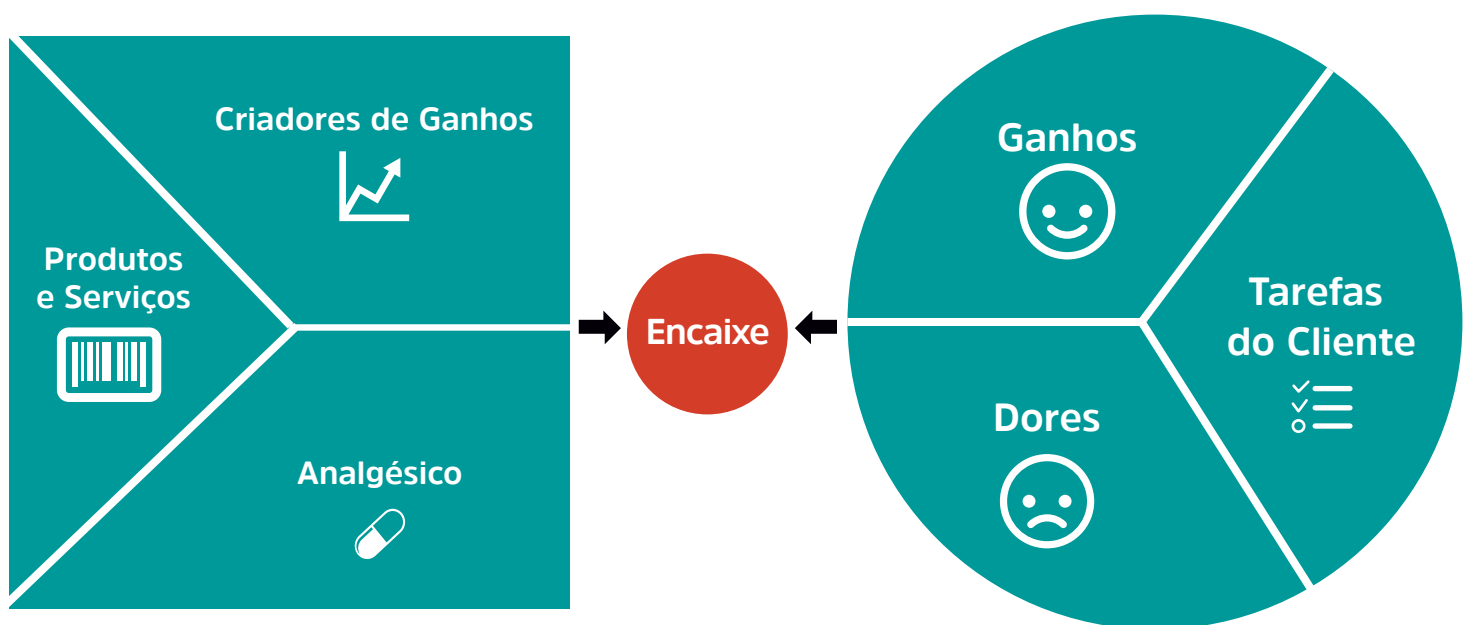 Criadores de Ganhos
Produtos
e Serviços
Analgésico
Encaixe
Ganhos
Tarefas
do Cliente
Dores